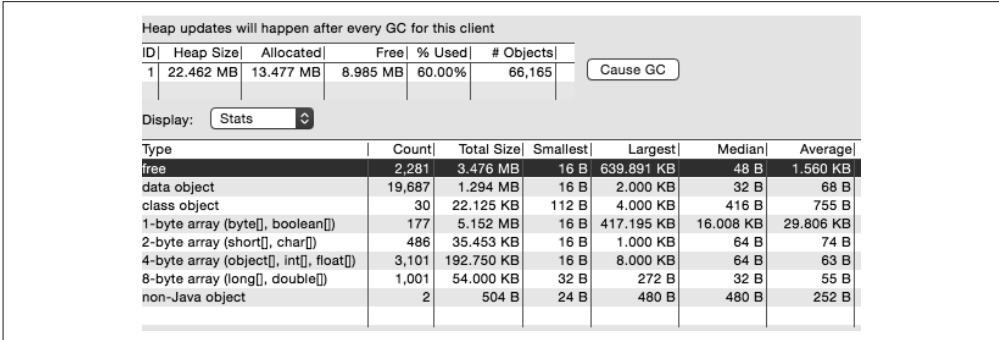 Heap updates will happen after every GC for this client
ID Heap Size Allocated Free % Used # Objects
1 22.462 MB 13.477 MB 8.985 MB 60.00% 66,165
Cause GC
Display: Stats
Type Count Total Size Smallest Largest Median Average
free 2,281 3.476 MB 16 B 639.891 KB 48 B 1.560 KB
data object 19,687 1.294 MB 16 B 2.000 KB 32 B 68 B
class object 30 22.125 KB 112 B 4.000 KB 416 B 755 B
1-byte array (byte[], boolean[]) 177 5.152 MB 16 B 417.195 KB 16.008 KB 29.806 KB
2-byte array (short[], char[]) 486 35.453 KB 16 B 1.000 KB 64 B 74 B
4-byte array (object[], int[], float[]) 3,101 192.750 KB 16 B 8.000 KB 64 B 63 B
8-byte array (long[], double[]) 1,001 54.000 KB 32 B 272 B 32 B 55 B
non-Java object 2 504 B 24 B 480 B 480 B 252 B